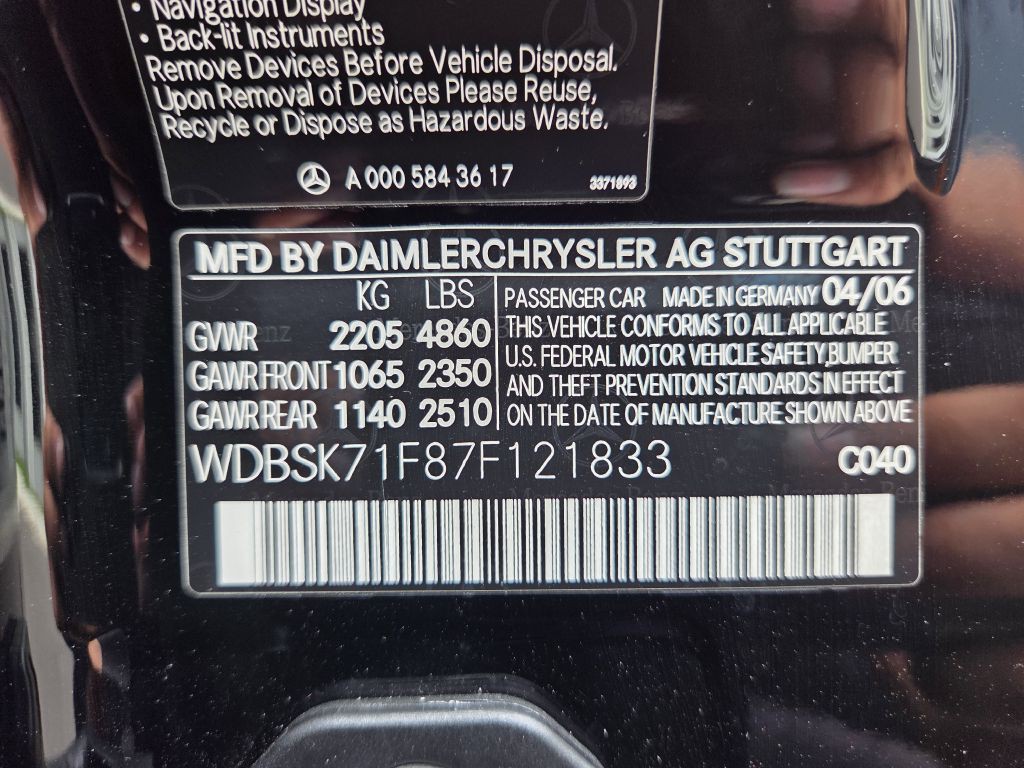 • Navigation Display
• Back-lit Instruments
Remove Devices Before Vehicle Disposal.
Upon Removal of Devices Please Reuse,
Recycle or Dispose as Hazardous Waste.
A 000 584 36 17 3371893
MFD BY DAIMLERCHRYSLER AG STUTTGART
KG LBS
GVWR 2205 4860
GAWR FRONT 1065 2350
GAWR REAR 1140 2510
PASSENGER CAR MADE IN GERMANY 04/06
THIS VEHICLE CONFORMS TO ALL APPLICABLE
U.S. FEDERAL MOTOR VEHICLE SAFETY, BUMPER
AND THEFT PREVENTION STANDARDS IN EFFECT
ON THE DATE OF MANUFACTURE SHOWN ABOVE
WDBSK71F87F121833 C040